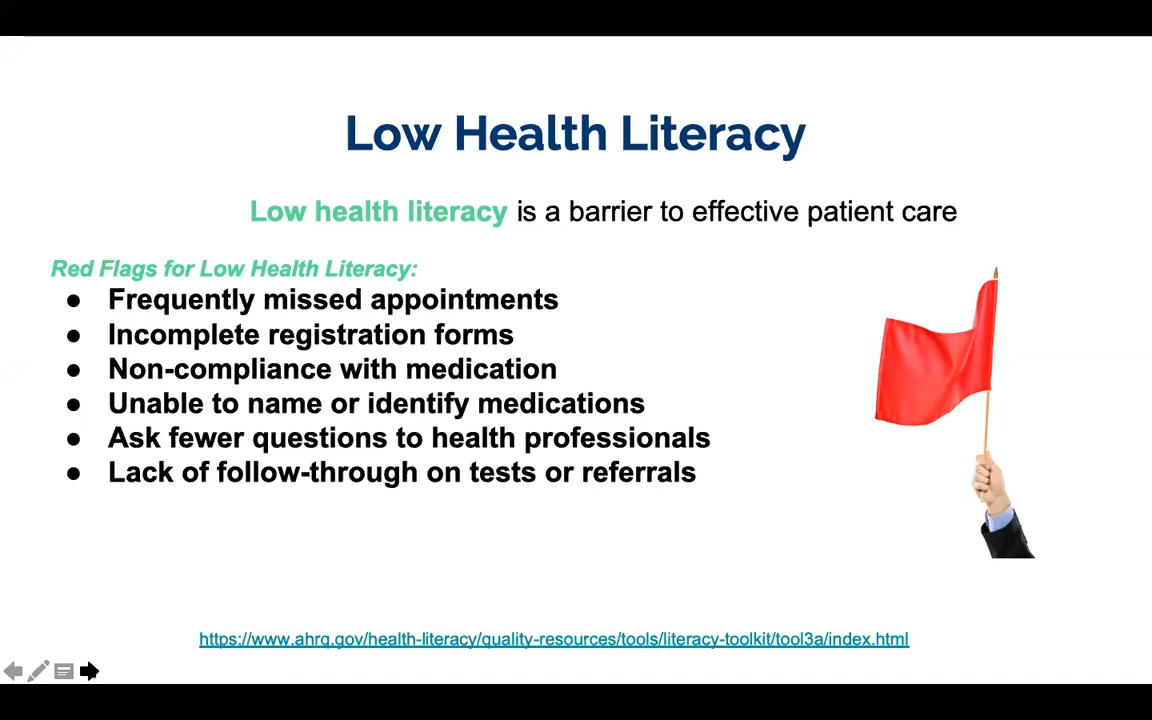 Low Health Literacy
Low health literacy is a barrier to effective patient care
Red Flags for Low Health Literacy:
● Frequently missed appointments
● Incomplete registration forms
● Non-compliance with medication
● Unable to name or identify medications
● Ask fewer questions to health professionals
● Lack of follow-through on tests or referrals
https://www.ahrq.gov/health-literacy/quality-resources/tools/literacy-toolkit/tool3a/index.html